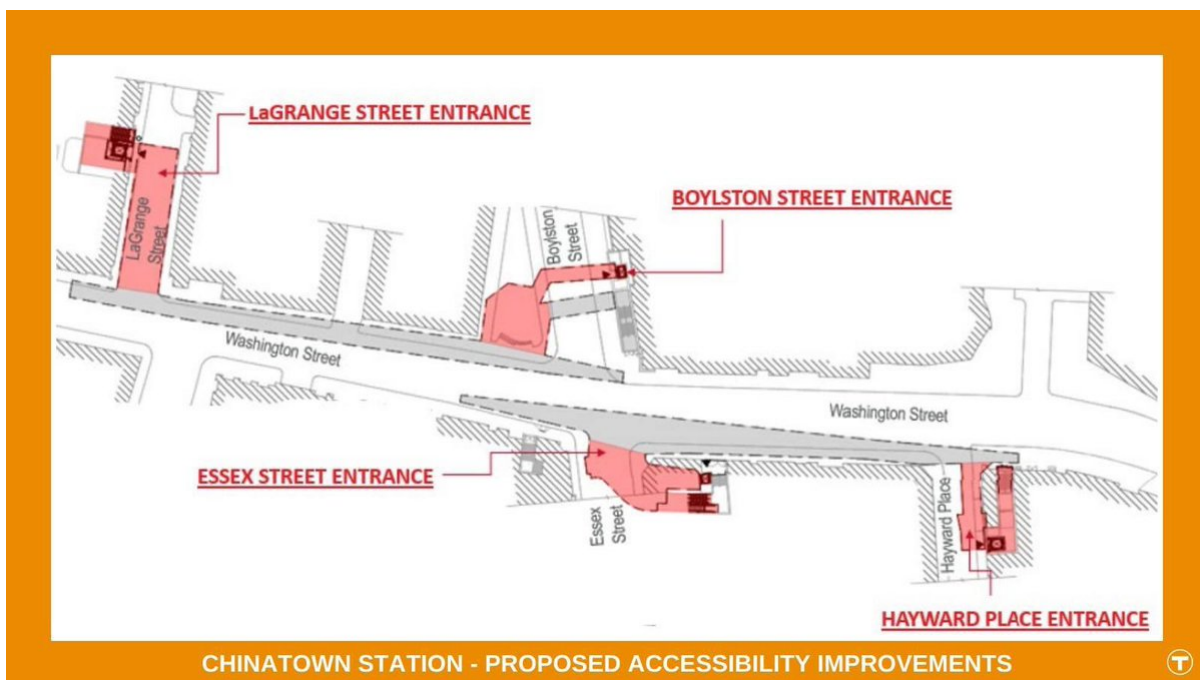 LaGRANGE STREET ENTRANCE
BOYLSTON STREET ENTRANCE
LaGrange
Street
Boylston
Street
Washington Street
Washington Street
ESSEX STREET ENTRANCE
Essex
Street
Hayward Place
HAYWARD PLACE ENTRANCE
CHINATOWN STATION - PROPOSED ACCESSIBILITY IMPROVEMENTS
T